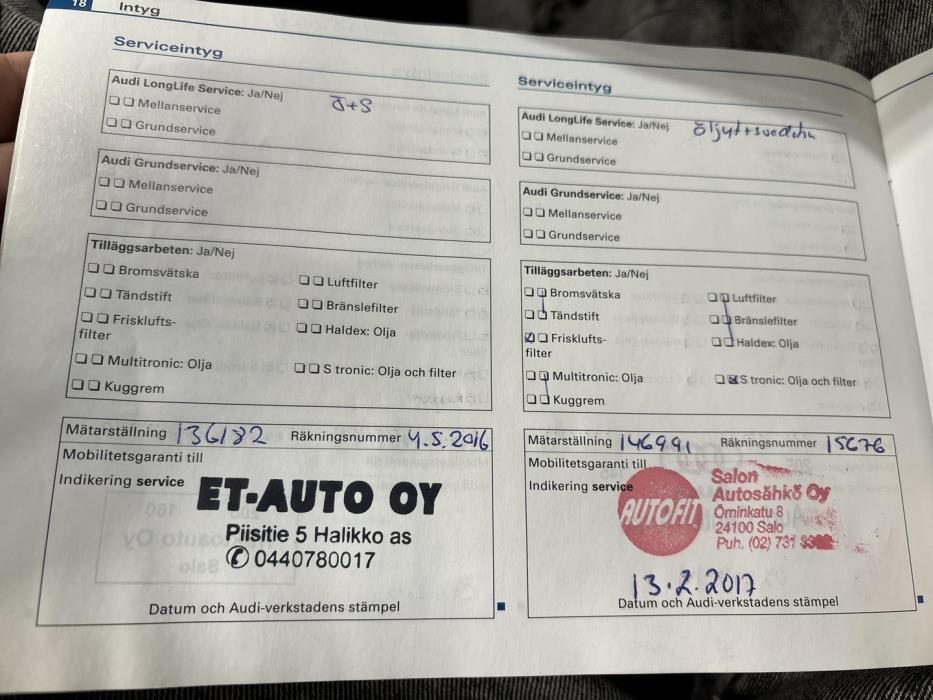 18 Intyg
Serviceintyg
Audi LongLife Service: Ja/Nej Ö+S
Mellanservice
Grundservice
Audi Grundservice: Ja/Nej
Mellanservice
Grundservice
Tilläggsarbeten: Ja/Nej
Bromsvätska
Luftfilter
Tändstift
Bränslefilter
Frisklufts-
filter
Haldex: Olja
Multitronic: Olja
S tronic: Olja och filter
Kuggrem
Mätarställning 136182 Räkningsnummer 4.5.2016
Mobilitetsgaranti till
Indikering service
ET-AUTO OY
Piisitie 5 Halikko as
✆ 0440780017
Datum och Audi-verkstadens stämpel
Serviceintyg
Audi LongLife Service: Ja/Nej
Mellanservice
Grundservice
Audi Grundservice: Ja/Nej
Mellanservice
Grundservice
Tilläggsarbeten: Ja/Nej
Bromsvätska
Luftfilter
Tändstift
Bränslefilter
Frisklufts-
filter
Haldex: Olja
Multitronic: Olja
S tronic: Olja och filter
Kuggrem
Mätarställning 146991 Räkningsnummer 15676
Mobilitetsgaranti till
Indikering service
AUTOFIT
Salon
Autosähkö Oy
Örninkatu 8
24100 Salo
Puh. (02) 731
13.2.2017
Datum och Audi-verkstadens stämpel